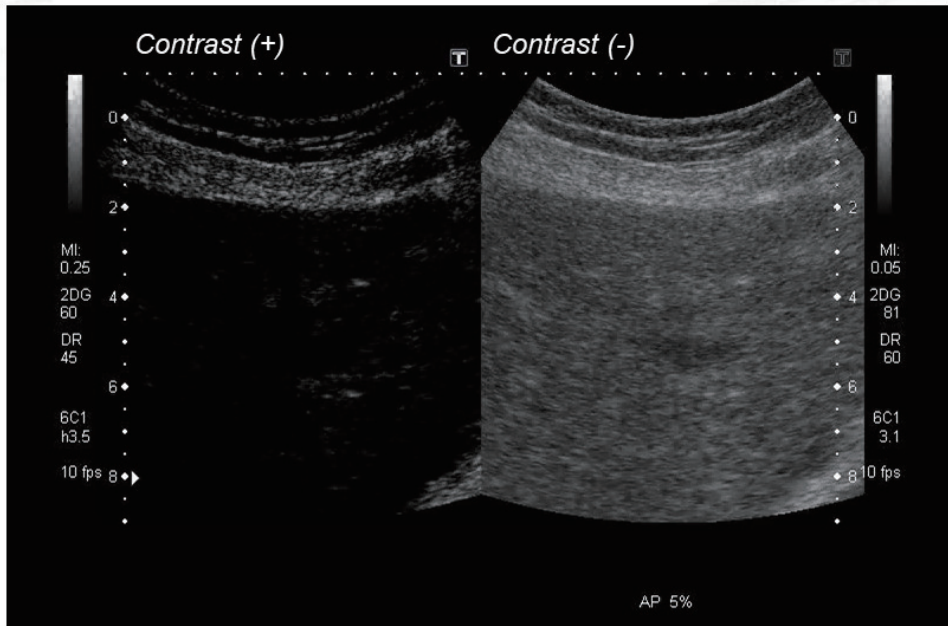 Contrast (+)
Contrast (-)
T
T
0
2
4
6
8
MI:
0.25
2DG
60
DR
45
6C1
h3.5
10 fps
0
2
4
6
8
MI:
0.05
2DG
81
DR
60
6C1
3.1
10 fps
AP 5%